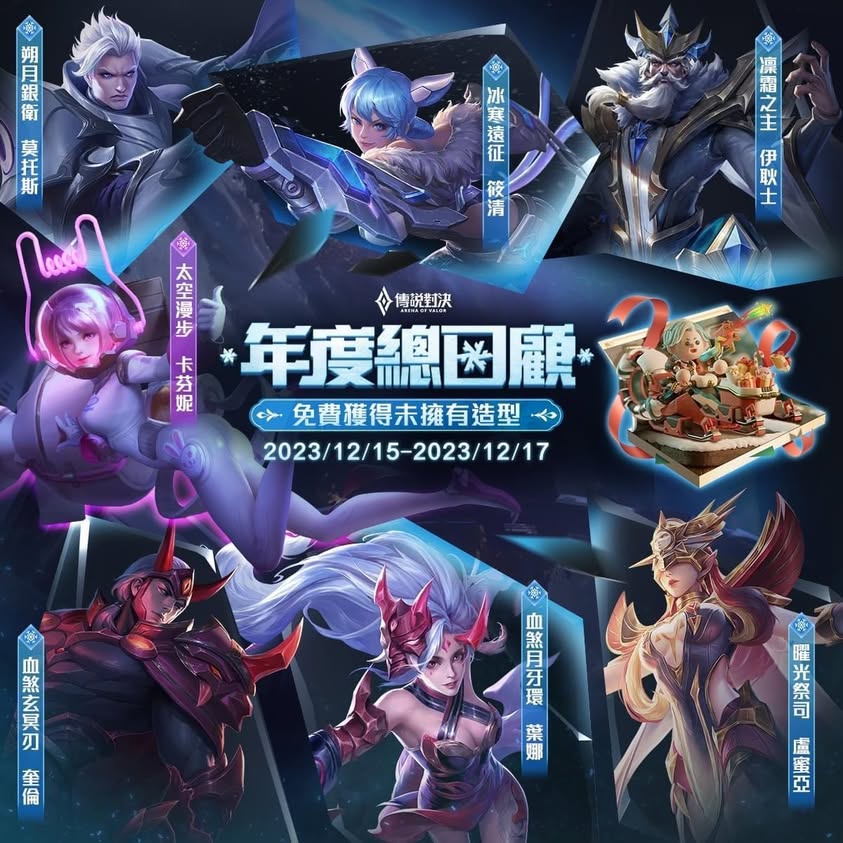 朔月銀衛 莫托斯
冰寒遠征 筱清
凜霜之主 伊耿士
太空漫步 卡芬妮
傳說對決
ARENA OF VALOR
年度總回顧
免費獲得未擁有造型
2023/12/15-2023/12/17
血煞玄冥刃 奎倫
血煞月牙環 葉娜
曜光祭司 盧蜜亞